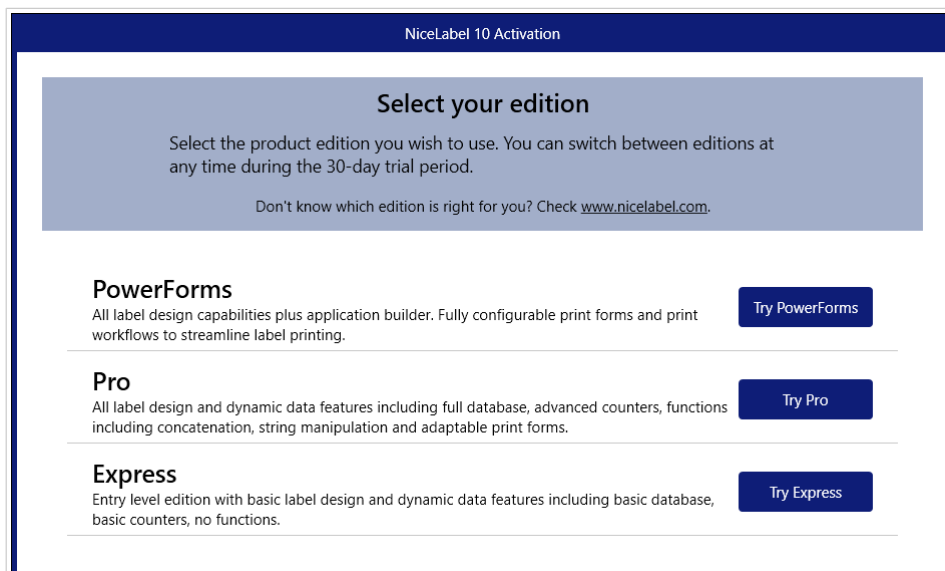 NiceLabel 10 Activation
Select your edition
Select the product edition you wish to use. You can switch between editions at
any time during the 30-day trial period.
Don't know which edition is right for you? Check www.nicelabel.com.
PowerForms
All label design capabilities plus application builder. Fully configurable print forms and print
workflows to streamline label printing.
Try PowerForms
Pro
All label design and dynamic data features including full database, advanced counters, functions
including concatenation, string manipulation and adaptable print forms.
Try Pro
Express
Entry level edition with basic label design and dynamic data features including basic database,
basic counters, no functions.
Try Express